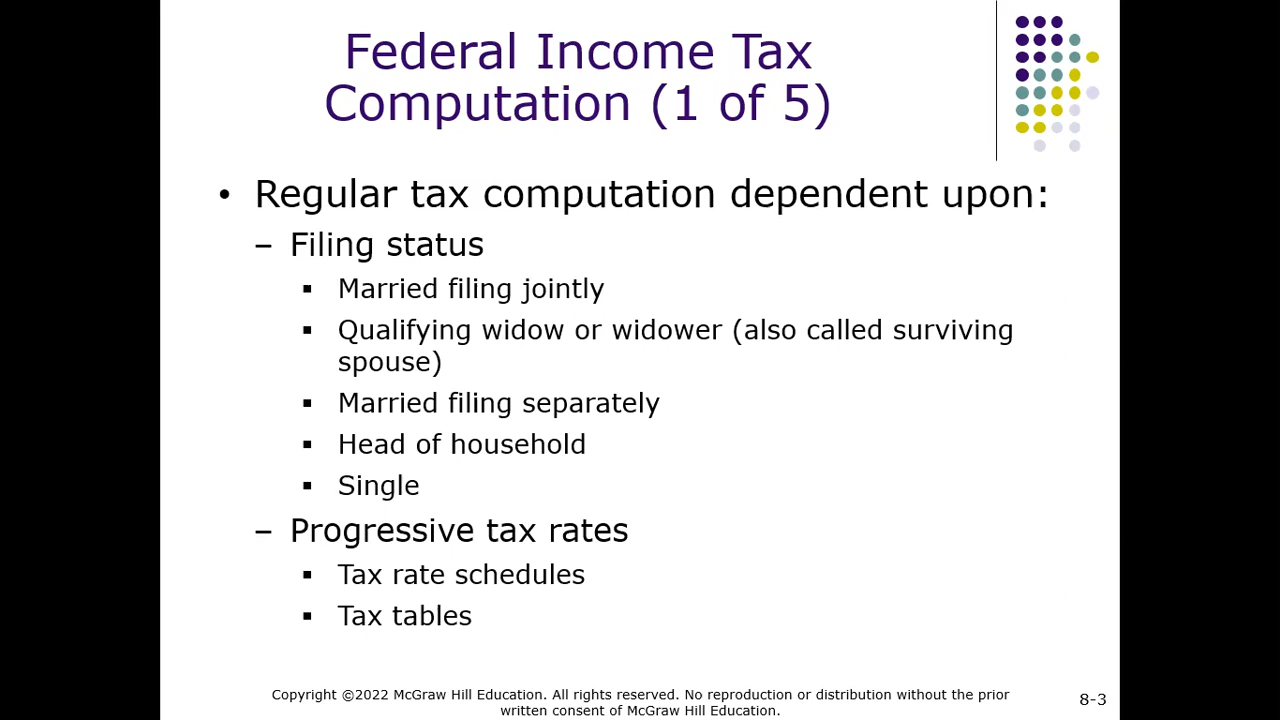 Federal Income Tax
Computation (1 of 5)
• Regular tax computation dependent upon:
– Filing status
▪ Married filing jointly
▪ Qualifying widow or widower (also called surviving
spouse)
▪ Married filing separately
▪ Head of household
▪ Single
– Progressive tax rates
▪ Tax rate schedules
▪ Tax tables
Copyright ©2022 McGraw Hill Education. All rights reserved. No reproduction or distribution without the prior
written consent of McGraw Hill Education.
8-3